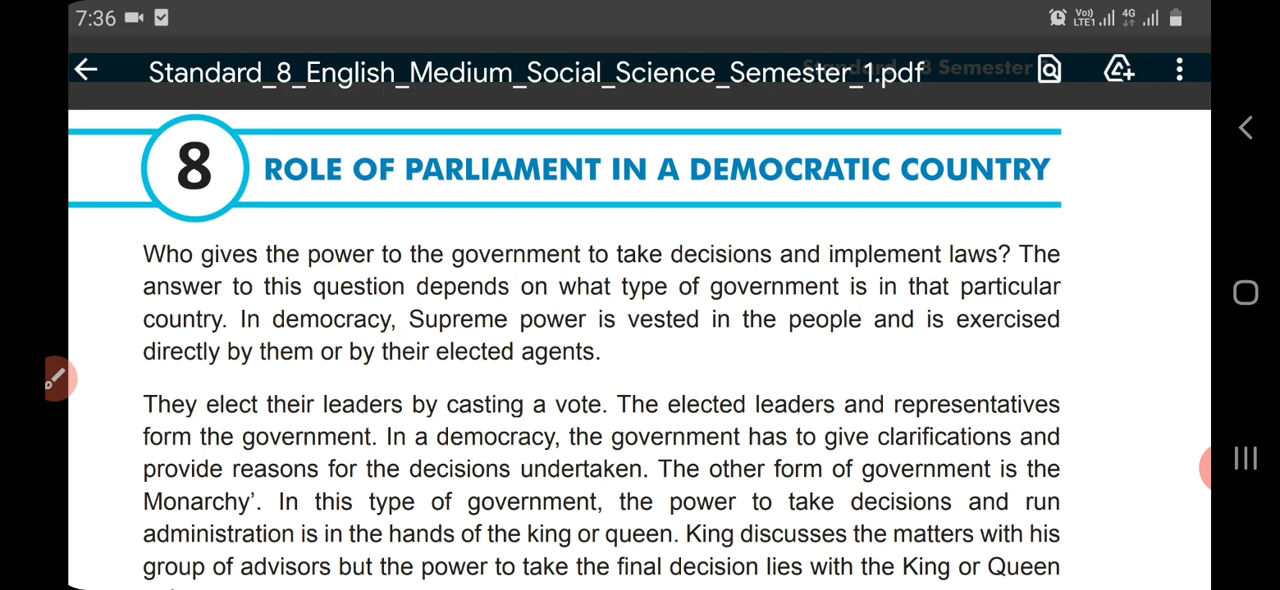 7:36
Vo)) LTE1 4G
Standard_8_English_Medium_Social_Science_Semester_1.pdf
8 Semester
8 ROLE OF PARLIAMENT IN A DEMOCRATIC COUNTRY
Who gives the power to the government to take decisions and implement laws? The
answer to this question depends on what type of government is in that particular
country. In democracy, Supreme power is vested in the people and is exercised
directly by them or by their elected agents.
They elect their leaders by casting a vote. The elected leaders and representatives
form the government. In a democracy, the government has to give clarifications and
provide reasons for the decisions undertaken. The other form of government is the
Monarchy’. In this type of government, the power to take decisions and run
administration is in the hands of the king or queen. King discusses the matters with his
group of advisors but the power to take the final decision lies with the King or Queen